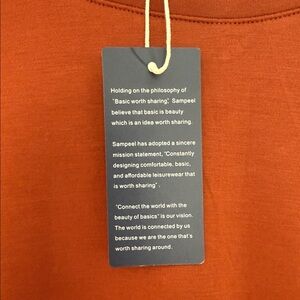 Holding on the philosophy of
"Basic worth sharing," Sampeel
believe that basic is beauty
which is an idea worth sharing.
Sampeel has adopted a sincere
mission statement, "Constantly
designing comfortable, basic,
and affordable leisurewear that
is worth sharing".
"Connect the world with the
beauty of basics" is our vision.
The world is connected by us
because we are the one that's
worth sharing around.